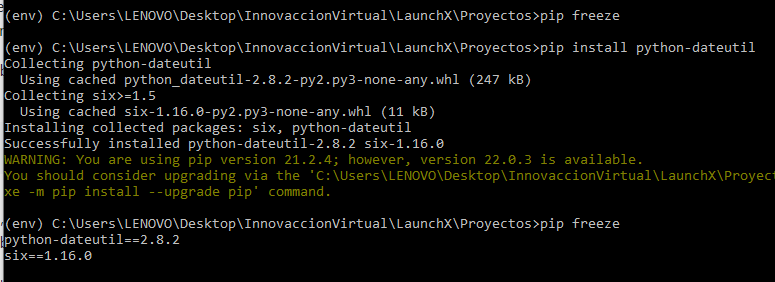 (env) C:\Users\LENOVO\Desktop\InnovaccionVirtual\LaunchX\Proyectos>pip freeze
(env) C:\Users\LENOVO\Desktop\InnovaccionVirtual\LaunchX\Proyectos>pip install python-dateutil
Collecting python-dateutil
  Using cached python_dateutil-2.8.2-py2.py3-none-any.whl (247 kB)
Collecting six>=1.5
  Using cached six-1.16.0-py2.py3-none-any.whl (11 kB)
Installing collected packages: six, python-dateutil
Successfully installed python-dateutil-2.8.2 six-1.16.0
WARNING: You are using pip version 21.2.4; however, version 22.0.3 is available.
You should consider upgrading via the 'C:\Users\LENOVO\Desktop\InnovaccionVirtual\LaunchX\Proyect
xe -m pip install --upgrade pip' command.
(env) C:\Users\LENOVO\Desktop\InnovaccionVirtual\LaunchX\Proyectos>pip freeze
python-dateutil==2.8.2
six==1.16.0